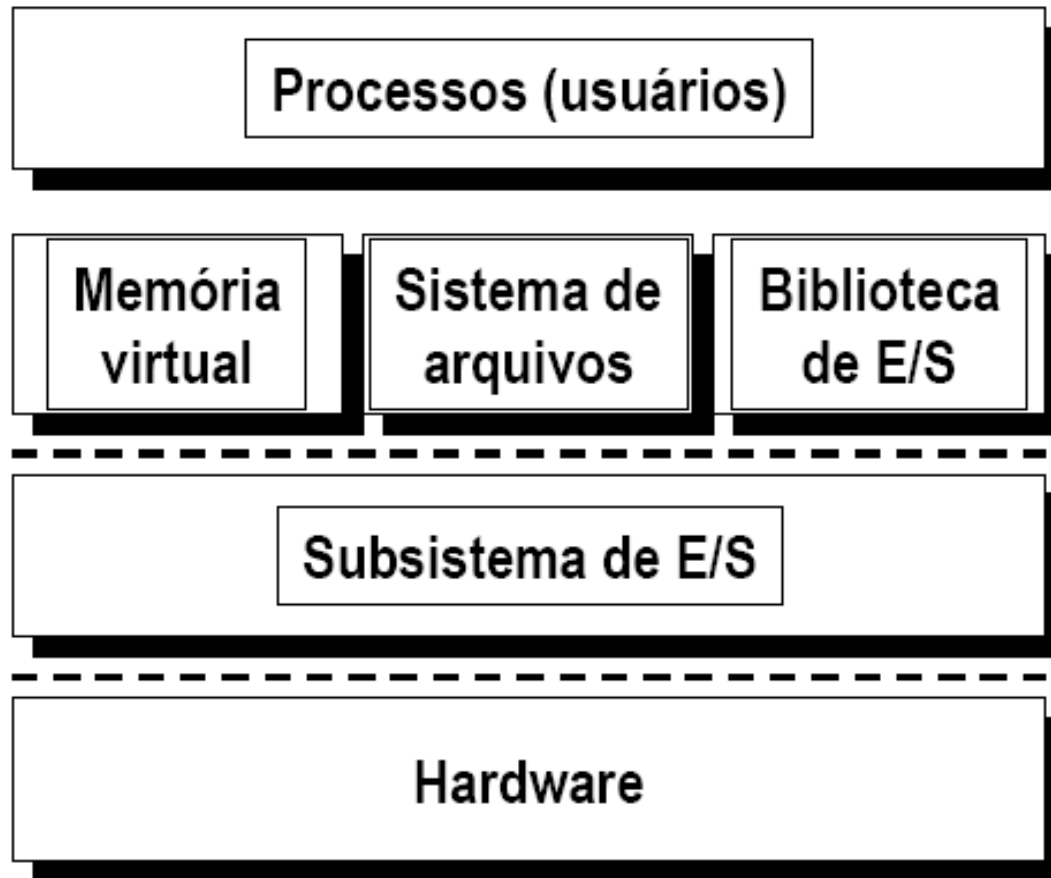 Processos (usuários)
Memória
virtual
Sistema de
arquivos
Biblioteca
de E/S
Subsistema de E/S
Hardware